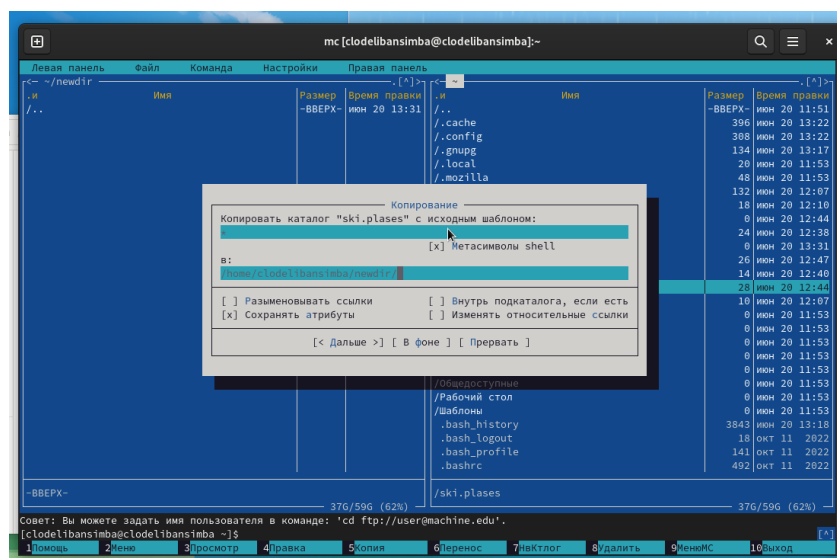 mc [clodelibansimba@clodelibansimba]:~
Левая панель Файл Команда Настройки Правая панель
<— ~/newdir .[^]>
.и Имя Размер Время правки
/.. -ВВЕРХ- июн 20 13:31
<— ~ .[^]>
.и Имя Размер Время правки
/.. -ВВЕРХ- июн 20 11:51
/.cache 396 июн 20 13:22
/.config 308 июн 20 13:22
/.gnupg 134 июн 20 13:17
/.local 20 июн 20 11:53
/.mozilla 48 июн 20 11:53
132 июн 20 12:07
18 июн 20 12:10
0 июн 20 12:44
24 июн 20 12:38
0 июн 20 13:31
26 июн 20 12:47
14 июн 20 12:40
28 июн 20 12:44
10 июн 20 12:07
0 июн 20 11:53
0 июн 20 11:53
0 июн 20 11:53
0 июн 20 11:53
0 июн 20 11:53
/Общедоступные 0 июн 20 11:53
/Рабочий стол 0 июн 20 11:53
/Шаблоны 0 июн 20 11:53
.bash_history 3843 июн 20 13:18
.bash_logout 18 окт 11 2022
.bash_profile 141 окт 11 2022
.bashrc 492 окт 11 2022
Копирование
Копировать каталог "ski.plases" с исходным шаблоном:
*
[x] Метасимволы shell
в:
/home/clodelibansimba/newdir/
[ ] Разыменовывать ссылки [ ] Внутрь подкаталога, если есть
[x] Сохранять атрибуты [ ] Изменять относительные ссылки
[< Дальше >] [ В фоне ] [ Прервать ]
-ВВЕРХ-
37G/59G (62%)
/ski.plases
37G/59G (62%)
Совет: Вы можете задать имя пользователя в команде: 'cd ftp://user@machine.edu'.
[clodelibansimba@clodelibansimba ~]$ [^]
1Помощь 2Меню 3Просмотр 4Правка 5Копия 6Перенос 7НвКтлог 8Удалить 9МенюMC 10Выход